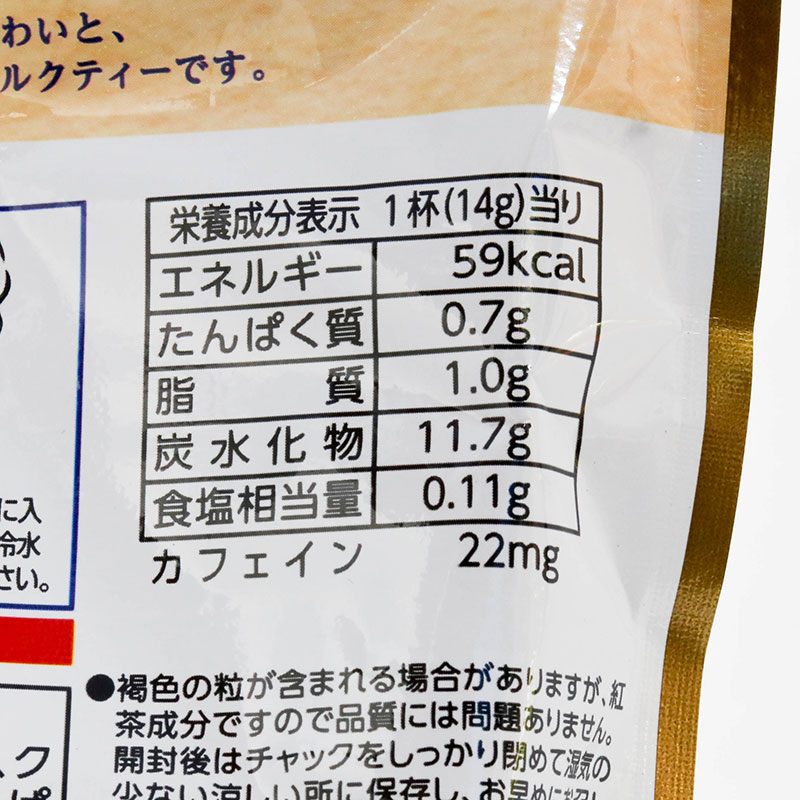 わいと、
ルクティーです。
栄養成分表示 1杯(14g)当り
エネルギー 59kcal
たんぱく質 0.7g
脂質 1.0g
炭水化物 11.7g
食塩相当量 0.11g
カフェイン 22mg
に入
冷水
さい。
●褐色の粒が含まれる場合がありますが、紅
茶成分ですので品質には問題ありません。
開封後はチャックをしっかり閉めて湿気の
少ない涼しい所に保存し、お早めに
スク